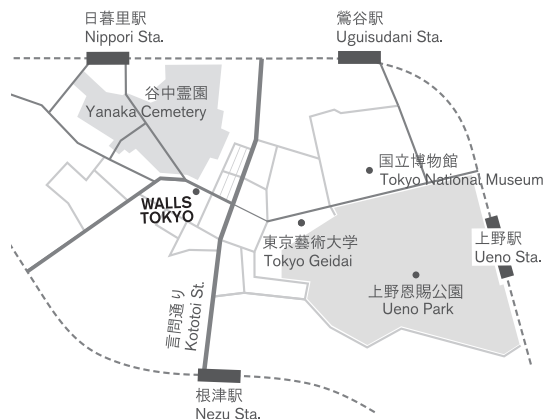 日暮里駅
Nippori Sta.
鶯谷駅
Uguisudani Sta.
谷中霊園
Yanaka Cemetery
国立博物館
Tokyo National Museum
WALLS
TOKYO
東京藝術大学
Tokyo Geidai
上野駅
Ueno Sta.
上野恩賜公園
Ueno Park
言問通り
Kototoi St.
根津駅
Nezu Sta.